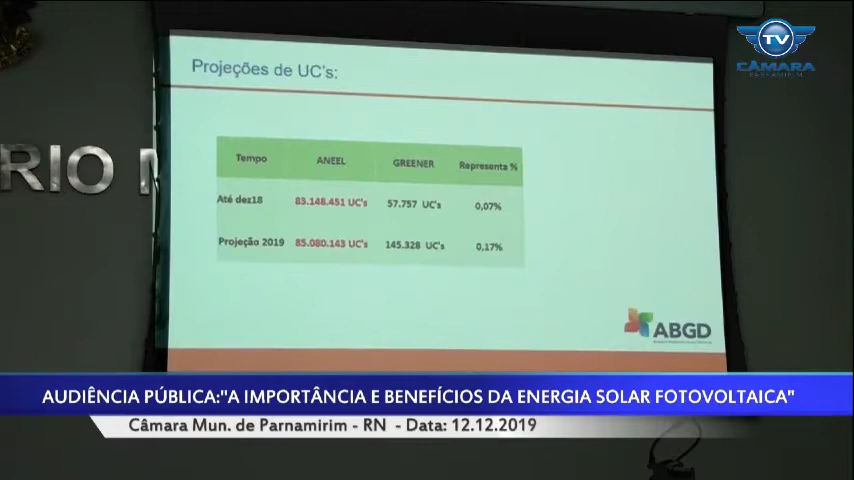 TV
CÂMARA
PARNAMIRIM
Projeções de UC's:
RIO M
Tempo ANEEL GREENER Representa %
Até dez18 83.148.451 UC's 57.757 UC's 0,07%
Projeção 2019 85.080.143 UC's 145.328 UC's 0,17%
ABGD
AUDIÊNCIA PÚBLICA:"A IMPORTÂNCIA E BENEFÍCIOS DA ENERGIA SOLAR FOTOVOLTAICA"
Câmara Mun. de Parnamirim - RN - Data: 12.12.2019